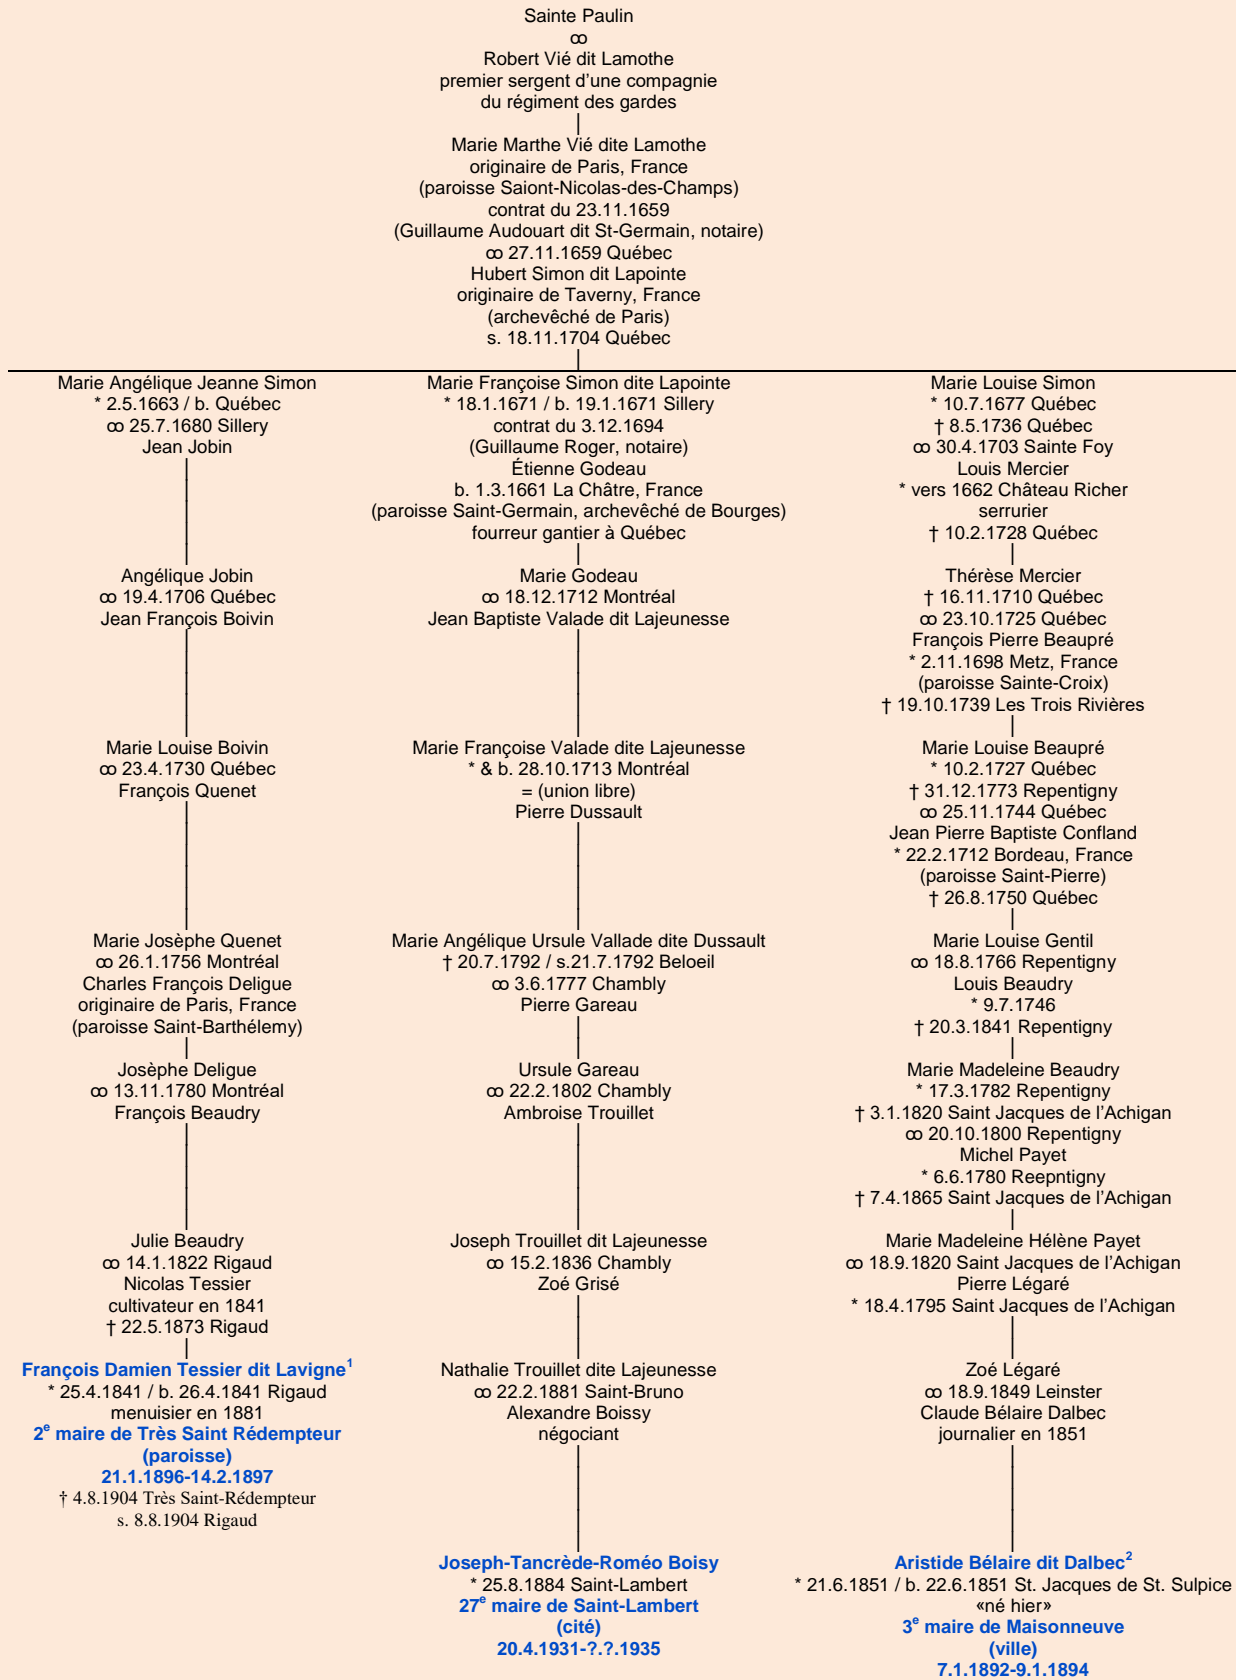 Sainte Paulin
∞
Robert Vié dit Lamothe
premier sergent d'une compagnie
du régiment des gardes
Marie Marthe Vié dite Lamothe
originaire de Paris, France
(paroisse Saiont-Nicolas-des-Champs)
contrat du 23.11.1659
(Guillaume Audouart dit St-Germain, notaire)
∞ 27.11.1659 Québec
Hubert Simon dit Lapointe
originaire de Taverny, France
(archevêché de Paris)
s. 18.11.1704 Québec
Marie Angélique Jeanne Simon
* 2.5.1663 / b. Québec
∞ 25.7.1680 Sillery
Jean Jobin
Angélique Jobin
∞ 19.4.1706 Québec
Jean François Boivin
Marie Louise Boivin
∞ 23.4.1730 Québec
François Quenet
Marie Josèphe Quenet
∞ 26.1.1756 Montréal
Charles François Deligue
originaire de Paris, France
(paroisse Saint-Barthélemy)
Josèphe Deligue
∞ 13.11.1780 Montréal
François Beaudry
Julie Beaudry
∞ 14.1.1822 Rigaud
Nicolas Tessier
cultivateur en 1841
† 22.5.1873 Rigaud
François Damien Tessier dit Lavigne1
* 25.4.1841 / b. 26.4.1841 Rigaud
menuisier en 1881
2e maire de Très Saint Rédempteur
(paroisse)
21.1.1896-14.2.1897
† 4.8.1904 Très Saint-Rédempteur
s. 8.8.1904 Rigaud
Marie Françoise Simon dite Lapointe
* 18.1.1671 / b. 19.1.1671 Sillery
contrat du 3.12.1694
(Guillaume Roger, notaire)
Étienne Godeau
b. 1.3.1661 La Châtre, France
(paroisse Saint-Germain, archevêché de Bourges)
fourreur gantier à Québec
Marie Godeau
∞ 18.12.1712 Montréal
Jean Baptiste Valade dit Lajeunesse
Marie Françoise Valade dite Lajeunesse
* & b. 28.10.1713 Montréal
= (union libre)
Pierre Dussault
Marie Angélique Ursule Vallade dite Dussault
† 20.7.1792 / s.21.7.1792 Beloeil
∞ 3.6.1777 Chambly
Pierre Gareau
Ursule Gareau
∞ 22.2.1802 Chambly
Ambroise Trouillet
Joseph Trouillet dit Lajeunesse
∞ 15.2.1836 Chambly
Zoé Grisé
Nathalie Trouillet dite Lajeunesse
∞ 22.2.1881 Saint-Bruno
Alexandre Boissy
négociant
Joseph-Tancrède-Roméo Boisy
* 25.8.1884 Saint-Lambert
27e maire de Saint-Lambert
(cité)
20.4.1931-?.?.1935
Marie Louise Simon
* 10.7.1677 Québec
† 8.5.1736 Québec
∞ 30.4.1703 Sainte Foy
Louis Mercier
* vers 1662 Château Richer
serrurier
† 10.2.1728 Québec
Thérèse Mercier
† 16.11.1710 Québec
∞ 23.10.1725 Québec
François Pierre Beaupré
* 2.11.1698 Metz, France
(paroisse Sainte-Croix)
† 19.10.1739 Les Trois Rivières
Marie Louise Beaupré
* 10.2.1727 Québec
† 31.12.1773 Repentigny
∞ 25.11.1744 Québec
Jean Pierre Baptiste Confland
* 22.2.1712 Bordeau, France
(paroisse Saint-Pierre)
† 26.8.1750 Québec
Marie Louise Gentil
∞ 18.8.1766 Repentigny
Louis Beaudry
* 9.7.1746
† 20.3.1841 Repentigny
Marie Madeleine Beaudry
* 17.3.1782 Repentigny
† 3.1.1820 Saint Jacques de l'Achigan
∞ 20.10.1800 Repentigny
Michel Payet
* 6.6.1780 Reepntigny
† 7.4.1865 Saint Jacques de l'Achigan
Marie Madeleine Hélène Payet
∞ 18.9.1820 Saint Jacques de l'Achigan
Pierre Légaré
* 18.4.1795 Saint Jacques de l'Achigan
Zoé Légaré
∞ 18.9.1849 Leinster
Claude Bélaire Dalbec
journalier en 1851
Aristide Bélaire dit Dalbec2
* 21.6.1851 / b. 22.6.1851 St. Jacques de St. Sulpice
«né hier»
3e maire de Maisonneuve
(ville)
7.1.1892-9.1.1894